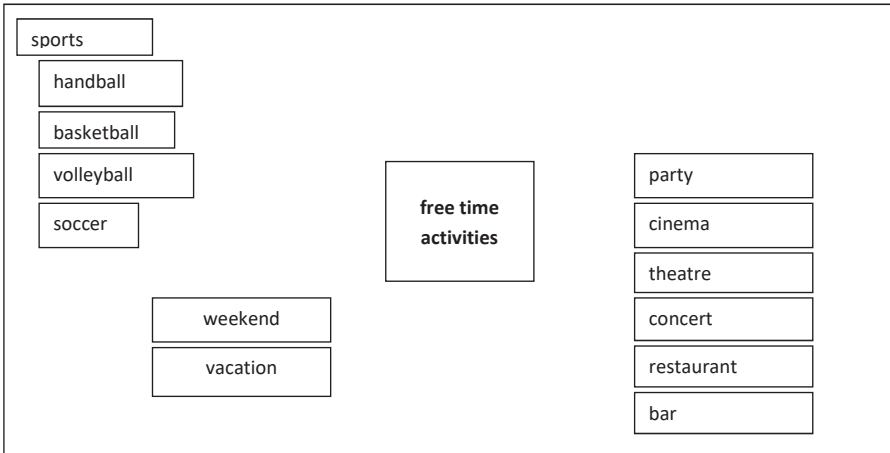 sports
handball
basketball
volleyball
soccer
free time
activities
weekend
vacation
party
cinema
theatre
concert
restaurant
bar